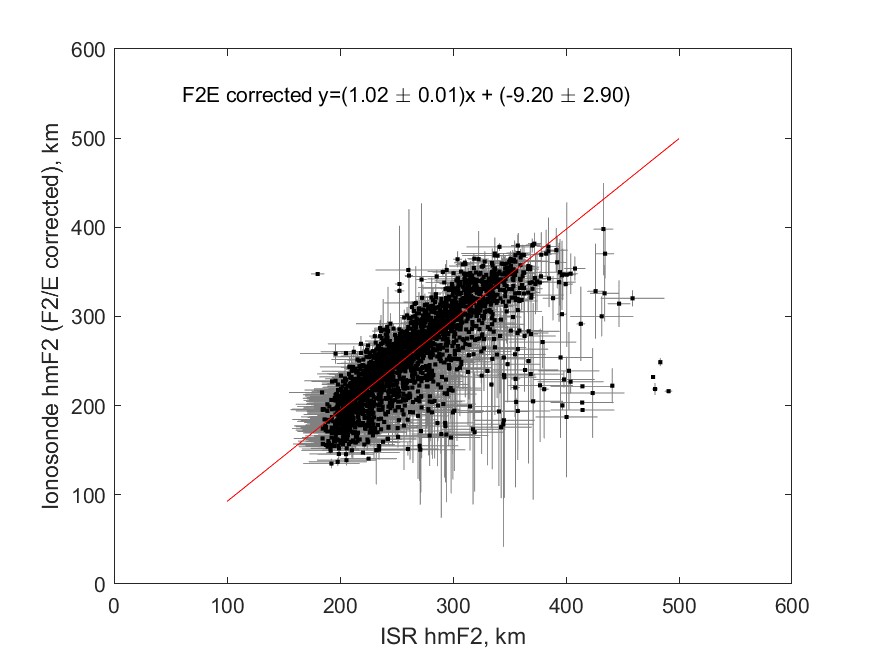 F2E corrected y=(1.02 ± 0.01)x + (-9.20 ± 2.90)
Ionosonde hmF2 (F2/E corrected), km
600
500
400
300
200
100
0
0 100 200 300 400 500 600
ISR hmF2, km